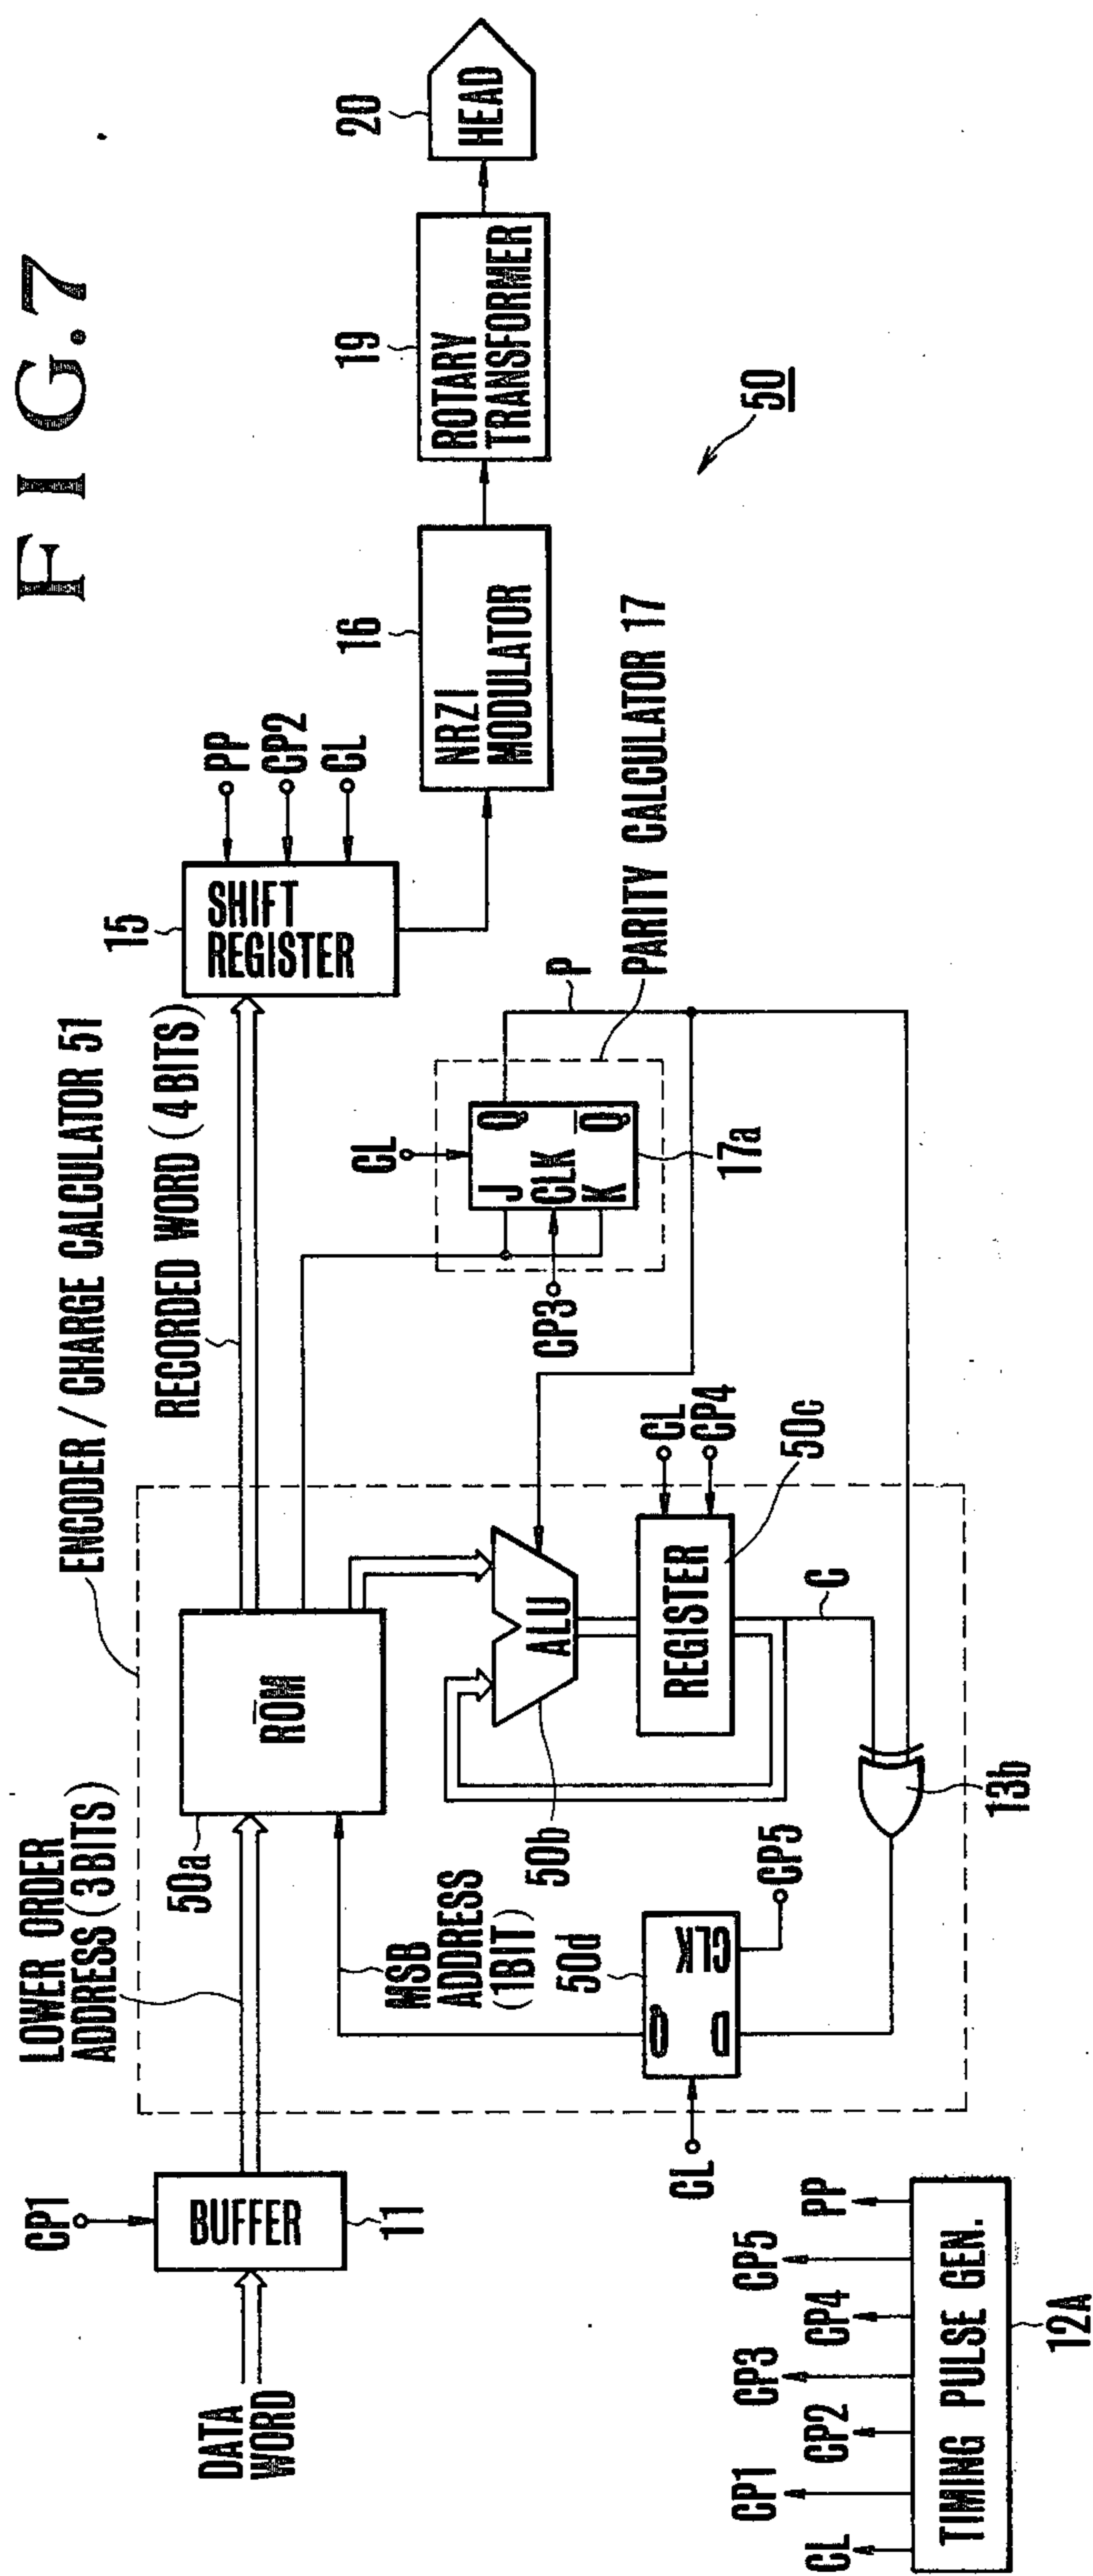 FIG.7
ENCODER / CHARGE CALCULATOR 51
LOWER ORDER
ADDRESS (3 BITS)
RECORDED WORD (4 BITS)
CP1
DATA
WORD
BUFFER
11
50a
ROM
15
SHIFT
REGISTER
PP
CP2
CL
MSB
ADDRESS
(1BIT)
50d
Q
D
CLK
CL
CP5
50b
ALU
REGISTER
CL
CP4
50c
C
13b
CL
J
CLK
K
Q
Q̅
CP3
17a
P
PARITY CALCULATOR 17
16
NRZI
MODULATOR
19
ROTARY
TRANSFORMER
20
HEAD
50
CL
CP1
CP2
CP3
CP4
CP5
PP
TIMING PULSE GEN.
12A